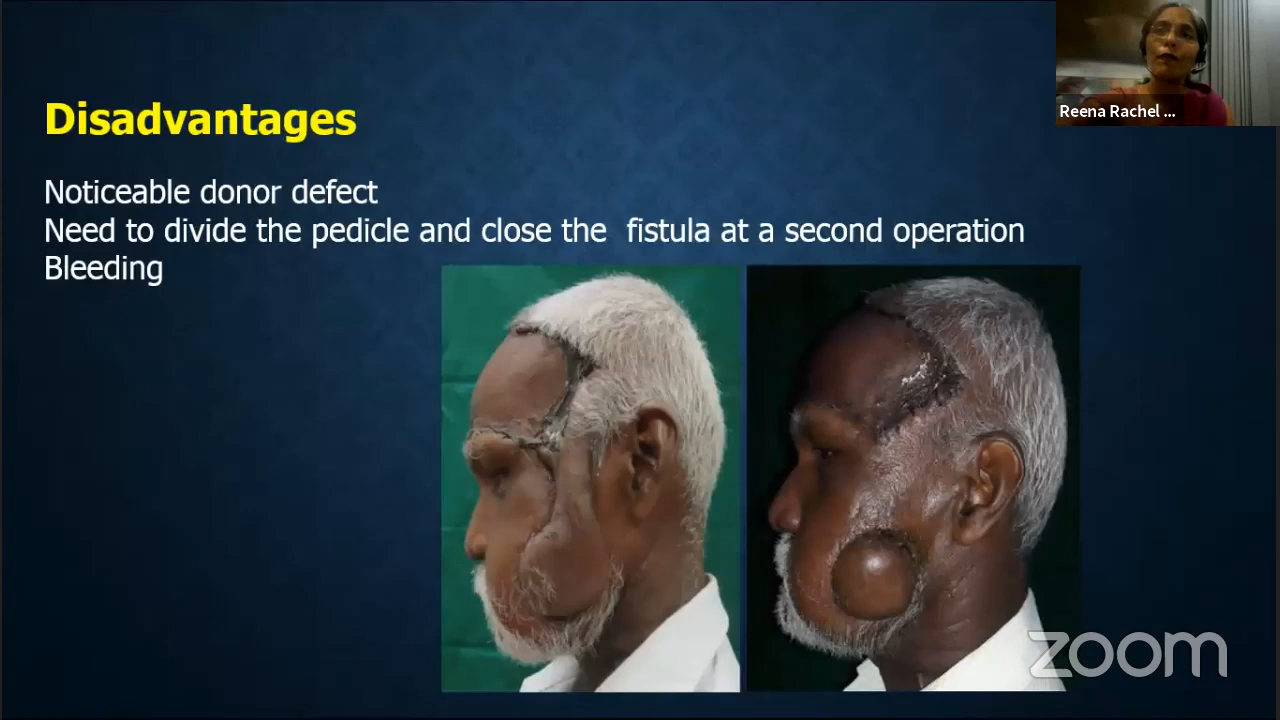 Reena Rachel ...
Disadvantages
Noticeable donor defect
Need to divide the pedicle and close the fistula at a second operation
Bleeding
zoom